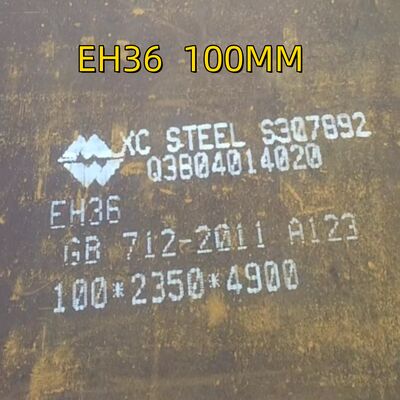 EH36 100MM
XC STEEL S307892
Q3804014020
EH36
GB 712-2011 A123
100*2350*4900